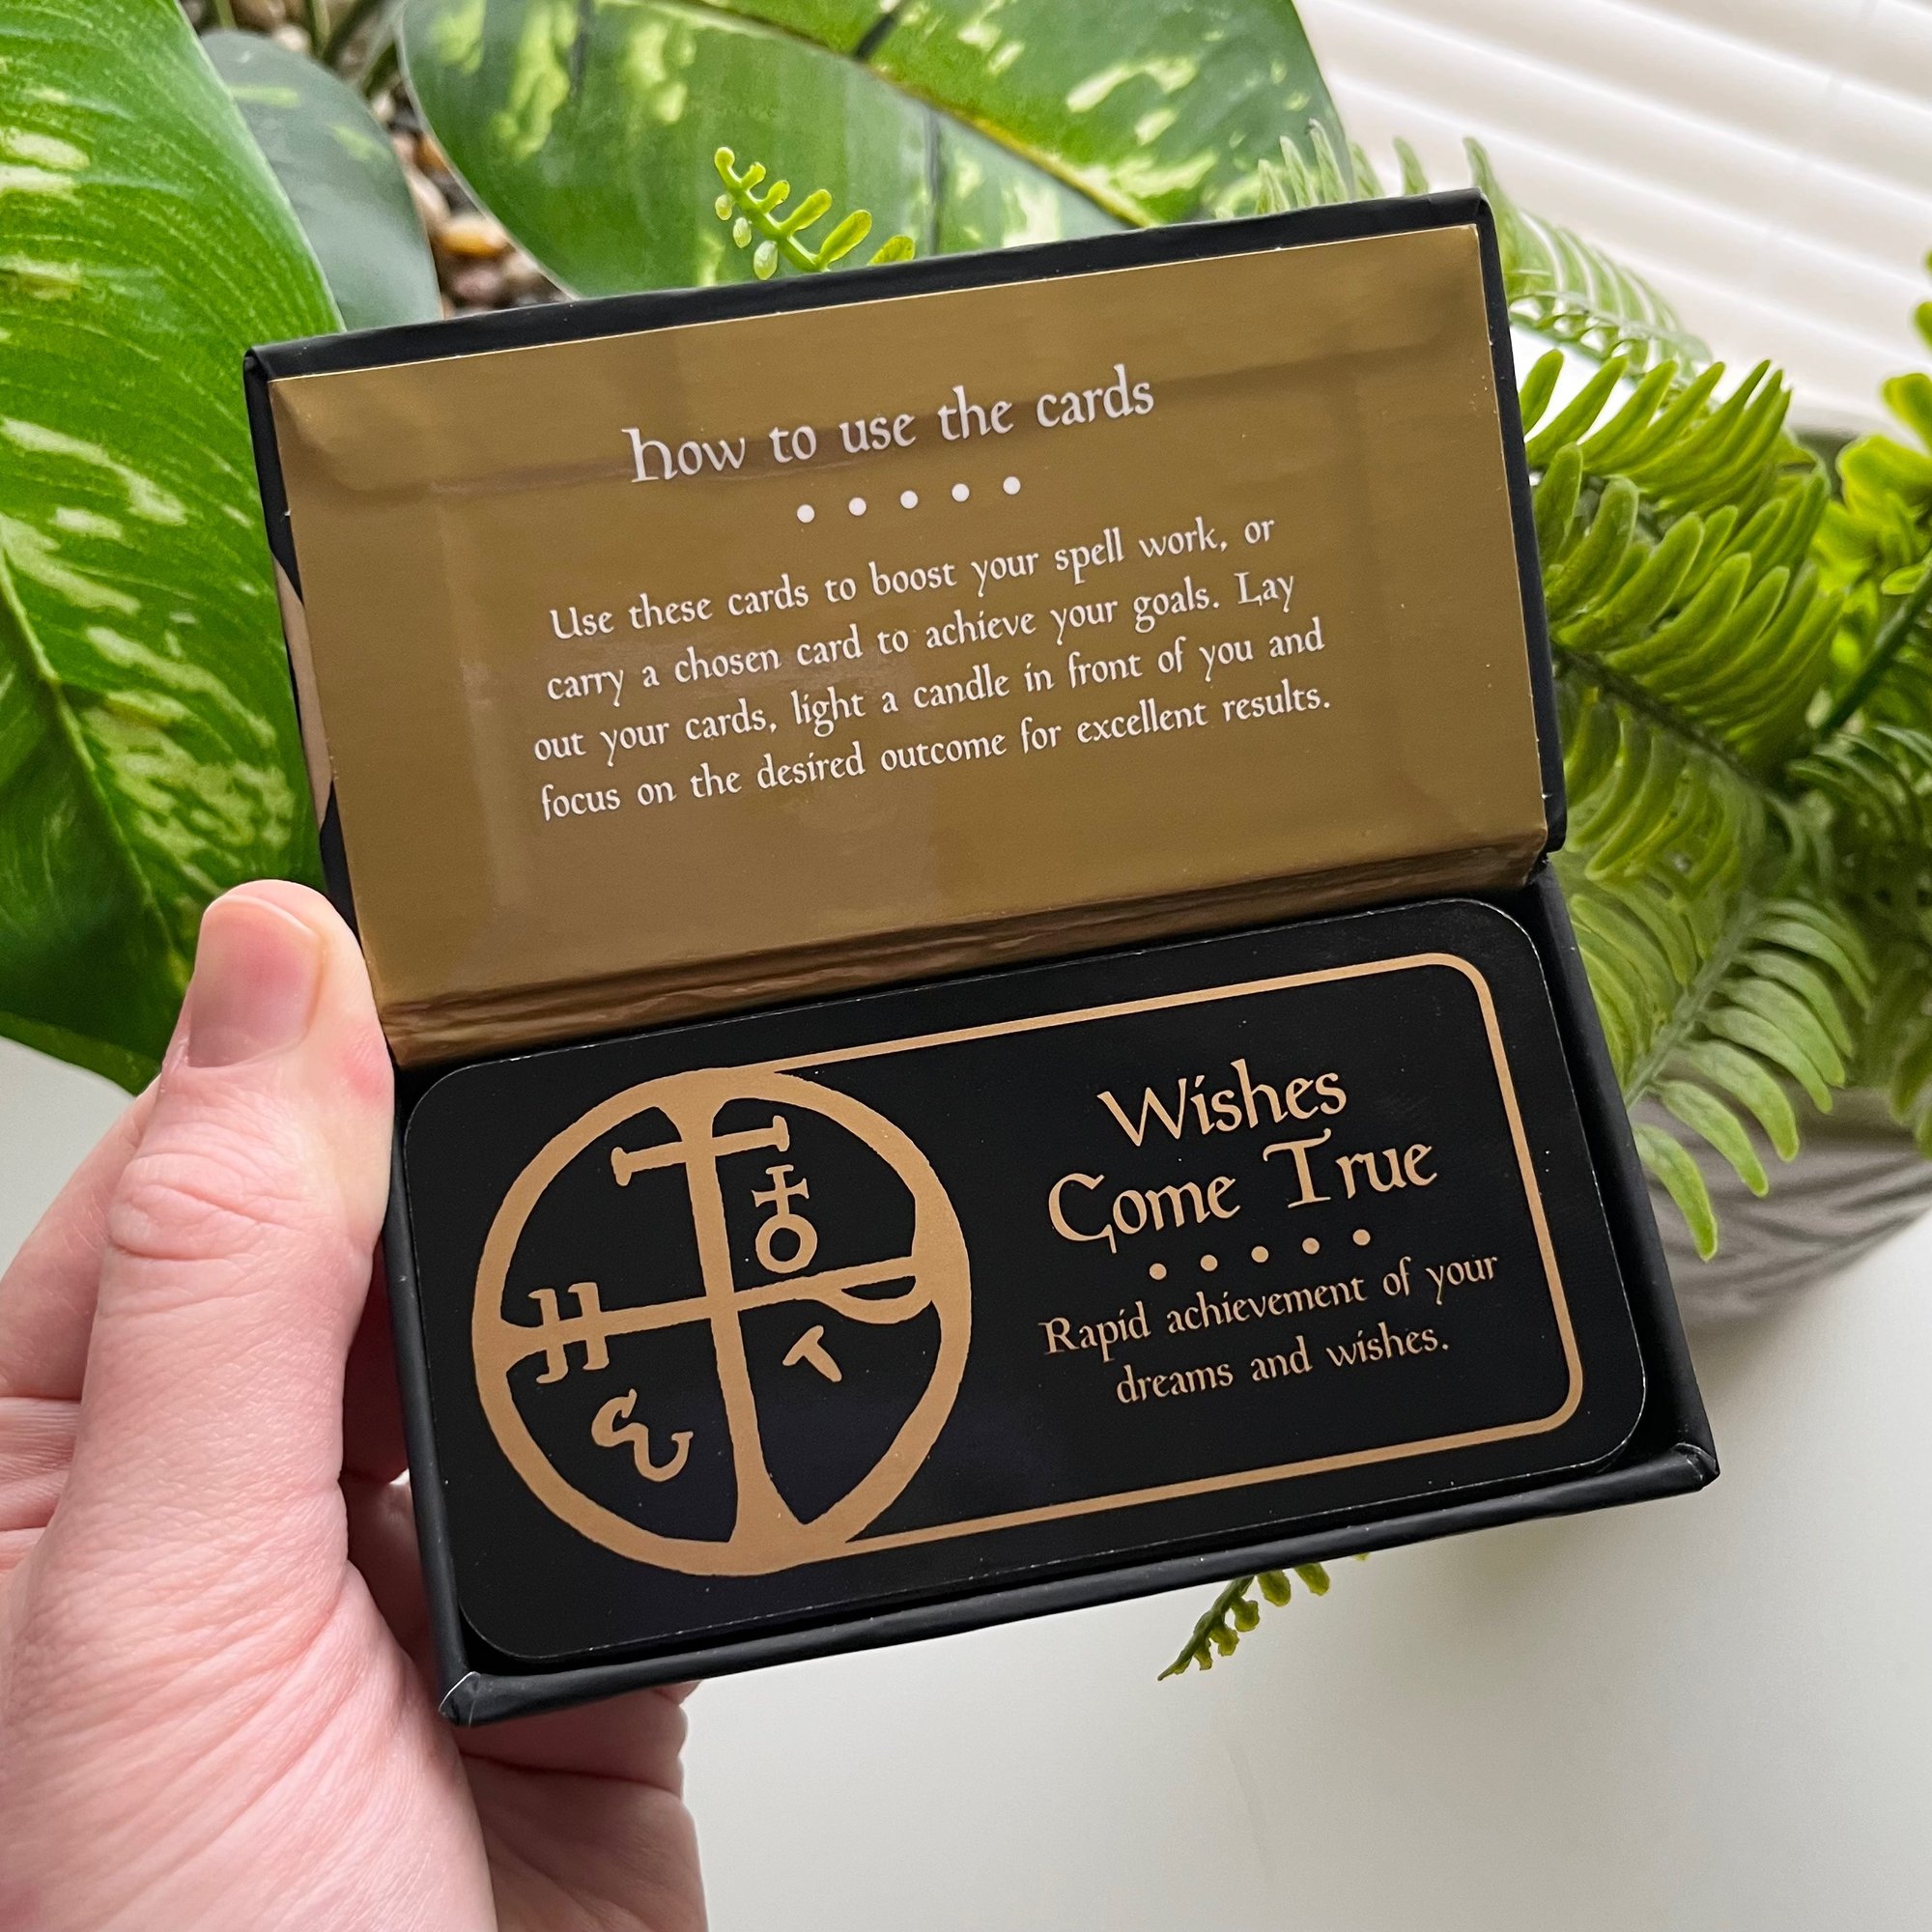 how to use the cards
Use these cards to boost your spell work, or
carry a chosen card to achieve your goals. Lay
out your cards, light a candle in front of you and
focus on the desired outcome for excellent results.
Wishes
Come True
Rapid achievement of your
dreams and wishes.